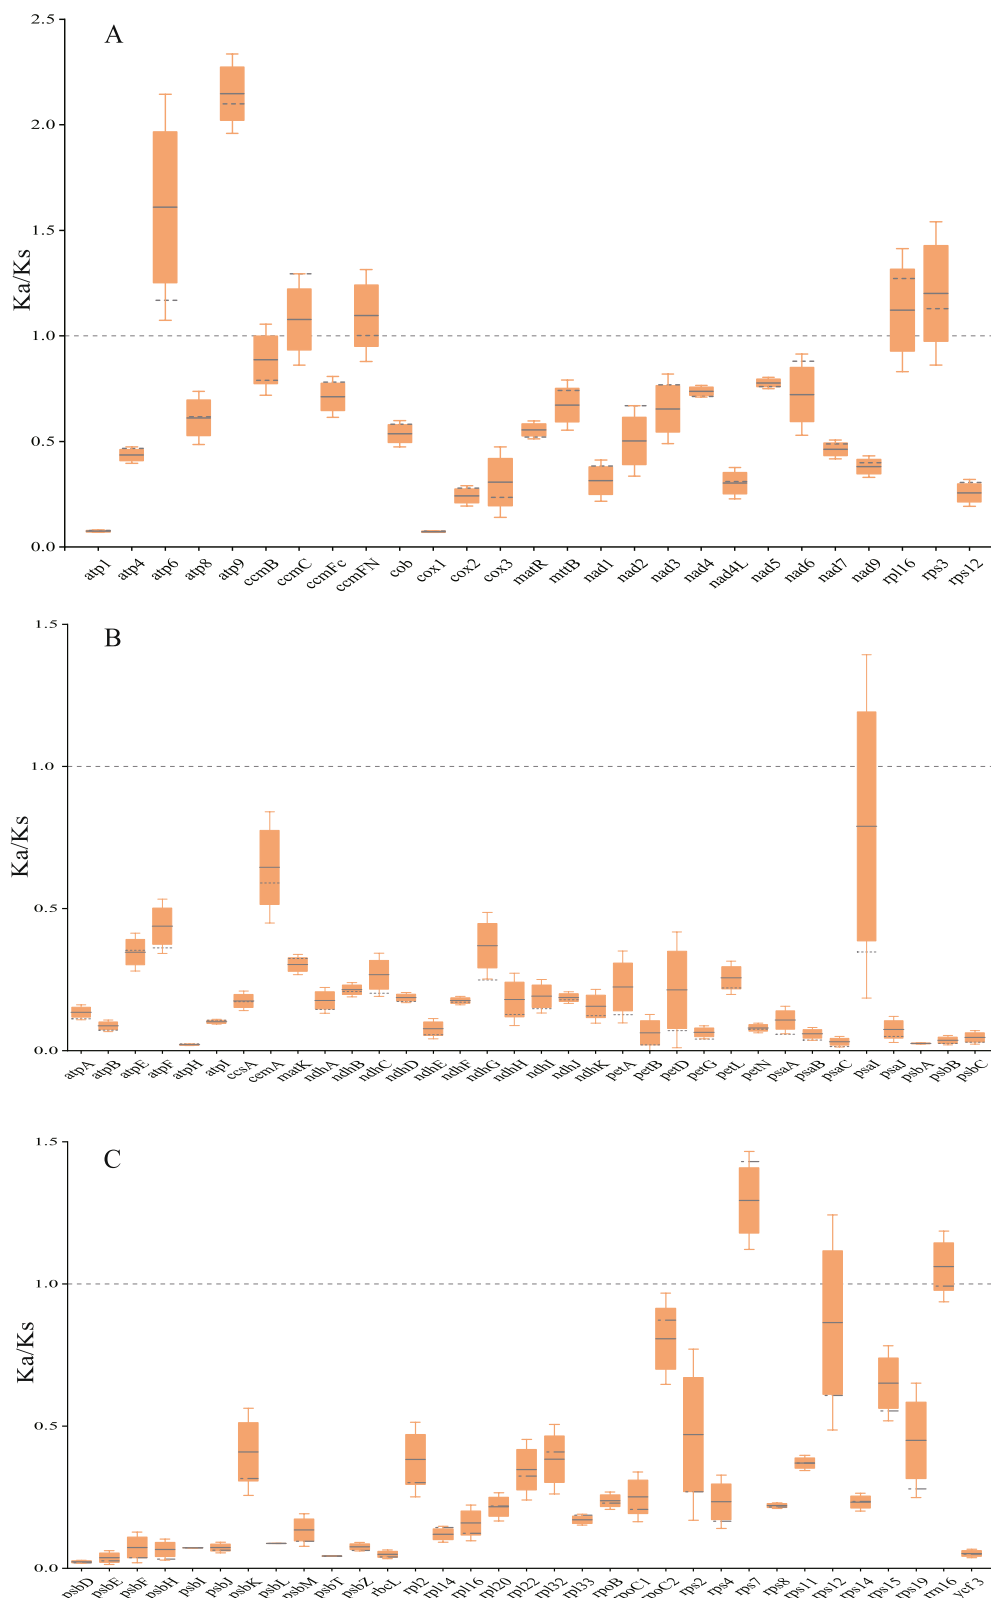 A
2.5
2.0
1.5
1.0
0.5
0.0
Ka/Ks
atp1 atp4 atp6 atp8 atp9 ccmB ccmC ccmFc ccmFN cob cox1 cox2 cox3 matR mttB nad1 nad2 nad3 nad4 nad4L nad5 nad6 nad7 nad9 rpl16 rps3 rps12
B
1.5
1.0
0.5
0.0
Ka/Ks
atpA atpB atpE atpF atpH atpI ccsA cemA matK ndhA ndhB ndhC ndhD ndhE ndhF ndhG ndhH ndhI ndhJ ndhK petA petB petD petG petL petN psaA psaB psaC psaI psaJ psbA psbB psbC
C
1.5
1.0
0.5
0.0
Ka/Ks
psbD psbE psbF psbH psbI psbJ psbK psbL psbM psbT psbZ rbcL rpl2 rpl14 rpl16 rpl20 rpl22 rpl32 rpl33 rpoB rpoC1 rpoC2 rps2 rps4 rps7 rps8 rps11 rps12 rps14 rps15 rps19 rrn16 ycf3